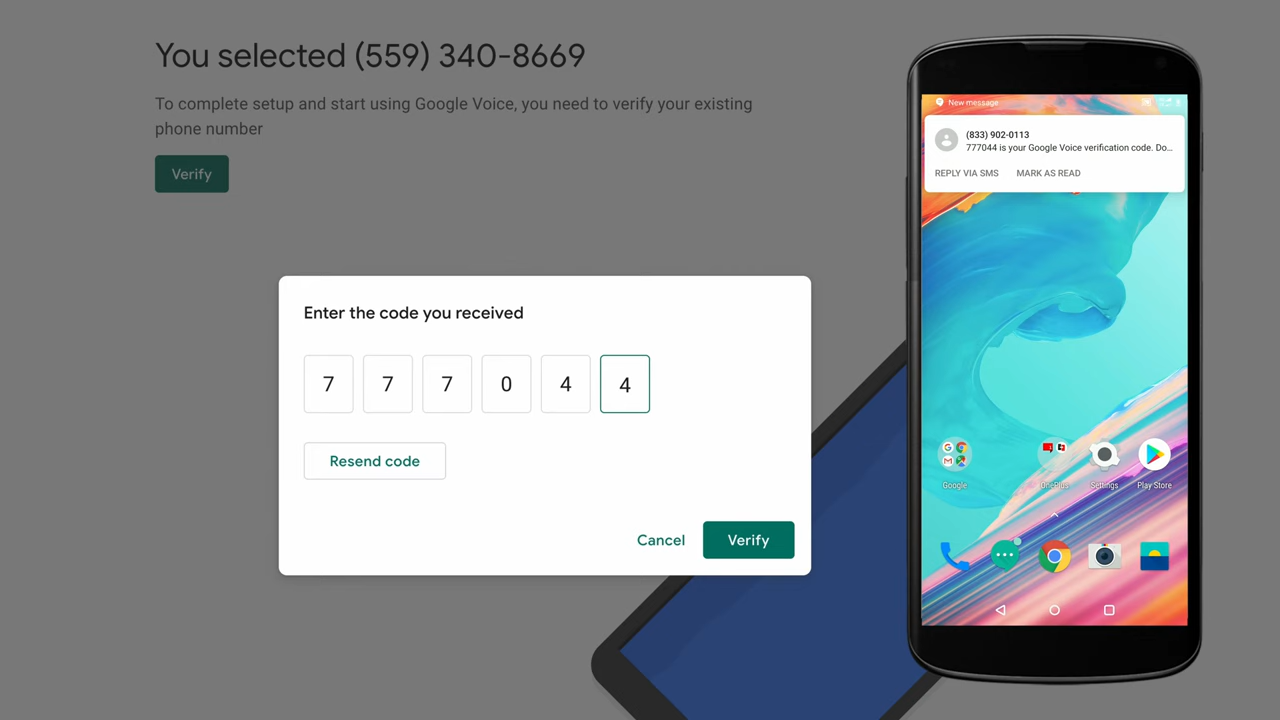 You selected (559) 340-8669
To complete setup and start using Google Voice, you need to verify your existing
phone number
Verify
Enter the code you received
7 7 7 0 4 4
Resend code
Cancel
Verify
New message
(833) 902-0113
777044 is your Google Voice verification code. Do...
REPLY VIA SMS
MARK AS READ
Google
OnePlus
Settings
Play Store